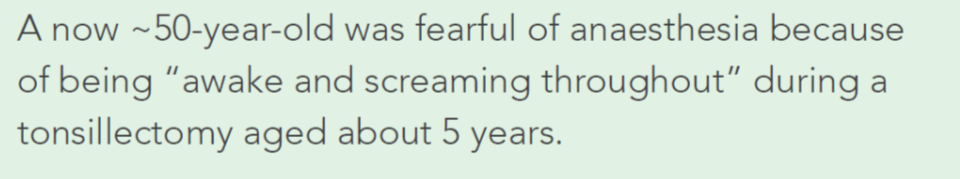 A now ~50-year-old was fearful of anaesthesia because
of being “awake and screaming throughout” during a
tonsillectomy aged about 5 years.